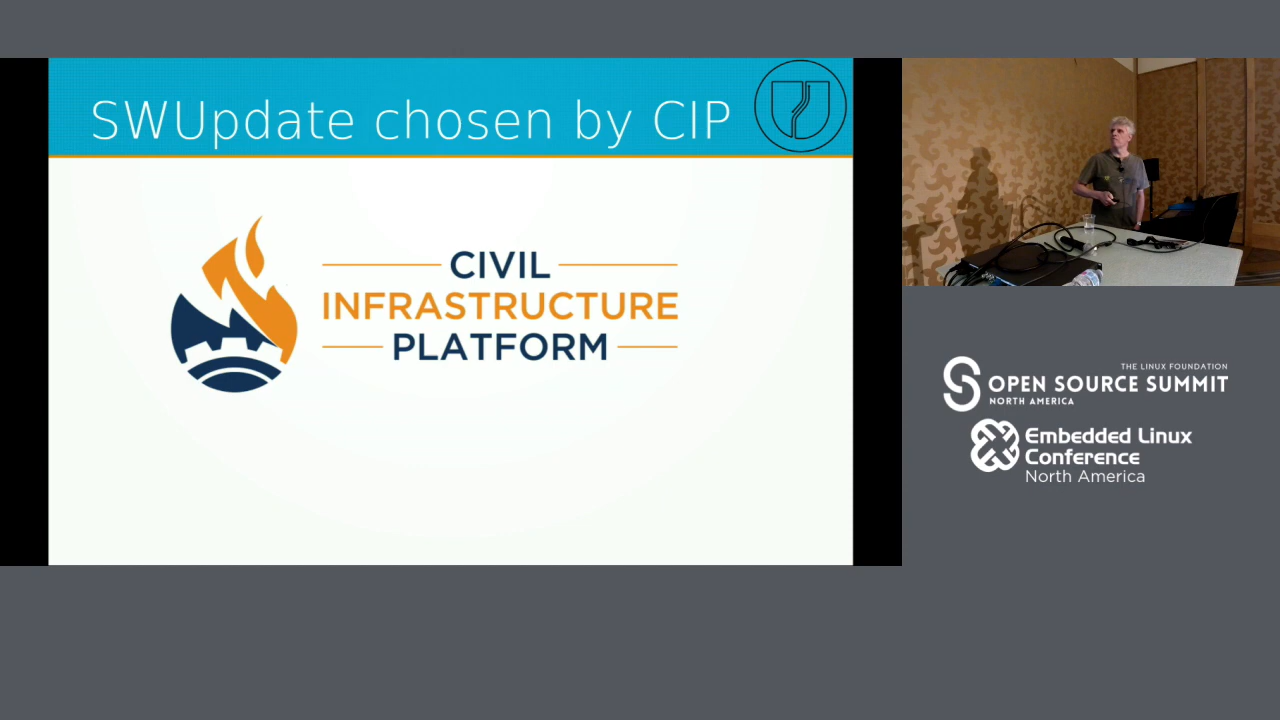 SWUpdate chosen by CIP
CIVIL
INFRASTRUCTURE
PLATFORM
THE LINUX FOUNDATION
OPEN SOURCE SUMMIT
NORTH AMERICA
Embedded Linux
Conference
North America